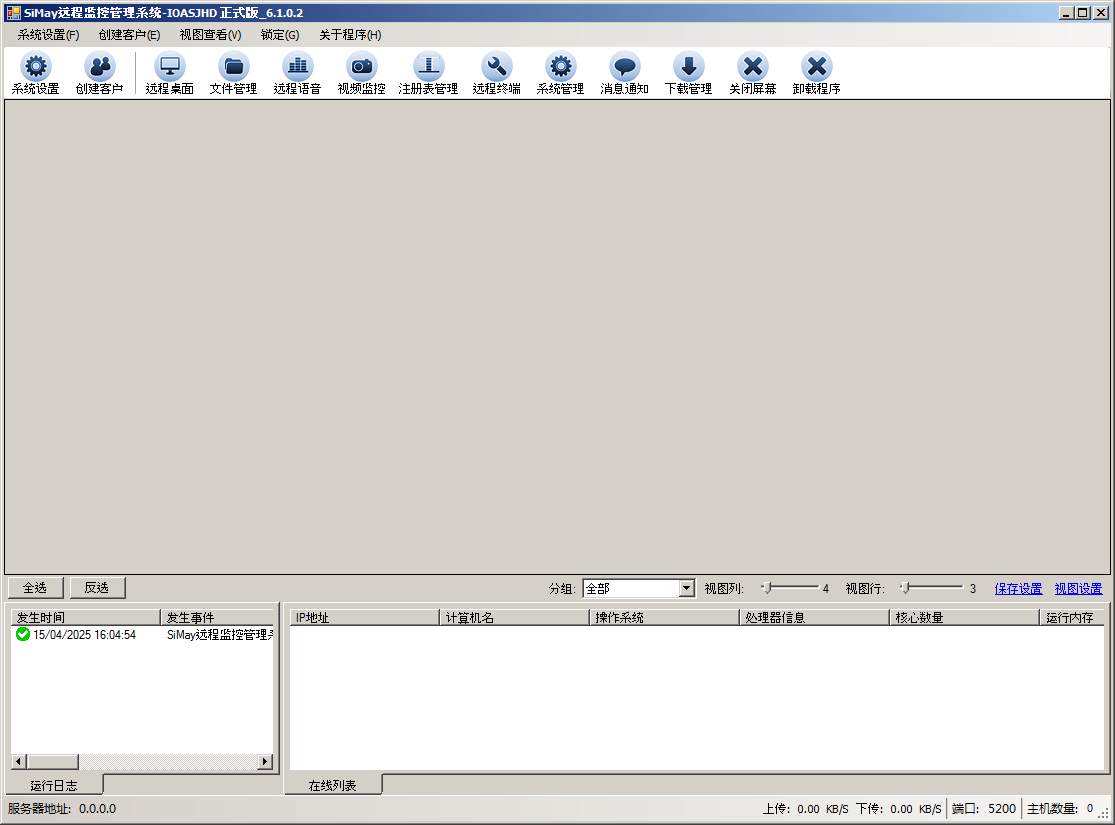 SiMay远程监控管理系统-IOASJHD 正式版_6.1.0.2
系统设置(F) 创建客户(E) 视图查看(V) 锁定(G) 关于程序(H)
系统设置 创建客户 远程桌面 文件管理 远程语音 视频监控 注册表管理 远程终端 系统管理 消息通知 下载管理 关闭屏幕 卸载程序
全选 反选 分组: 全部 视图列: 4 视图行: 3 保存设置 视图设置
发生时间 发生事件 IP地址 计算机名 操作系统 处理器信息 核心数量 运行内存
15/04/2025 16:04:54 SiMay远程监控管理
运行日志 在线列表
服务器地址: 0.0.0.0 上传: 0.00 KB/S 下传: 0.00 KB/S 端口: 5200 主机数量: 0